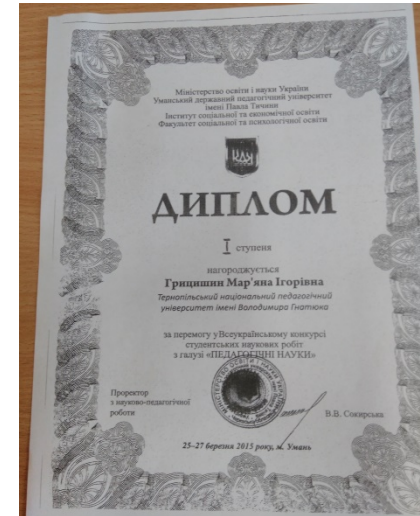 Міністерство освіти і науки України
Уманський державний педагогічний університет
імені Павла Тичини
Інститут соціальної та економічної освіти
Факультет соціальної та психологічної освіти
ДИПЛОМ
I ступеня
нагороджується
Грицишин Мар'яна Ігорівна
Тернопільський національний педагогічний
університет імені Володимира Гнатюка
за перемогу у Всеукраїнському конкурсі
студентських наукових робіт
з галузі «ПЕДАГОГІЧНІ НАУКИ»
Проректор
з науково-педагогічної
роботи
В.В. Сокирська
25–27 березня 2015 року, м. Умань